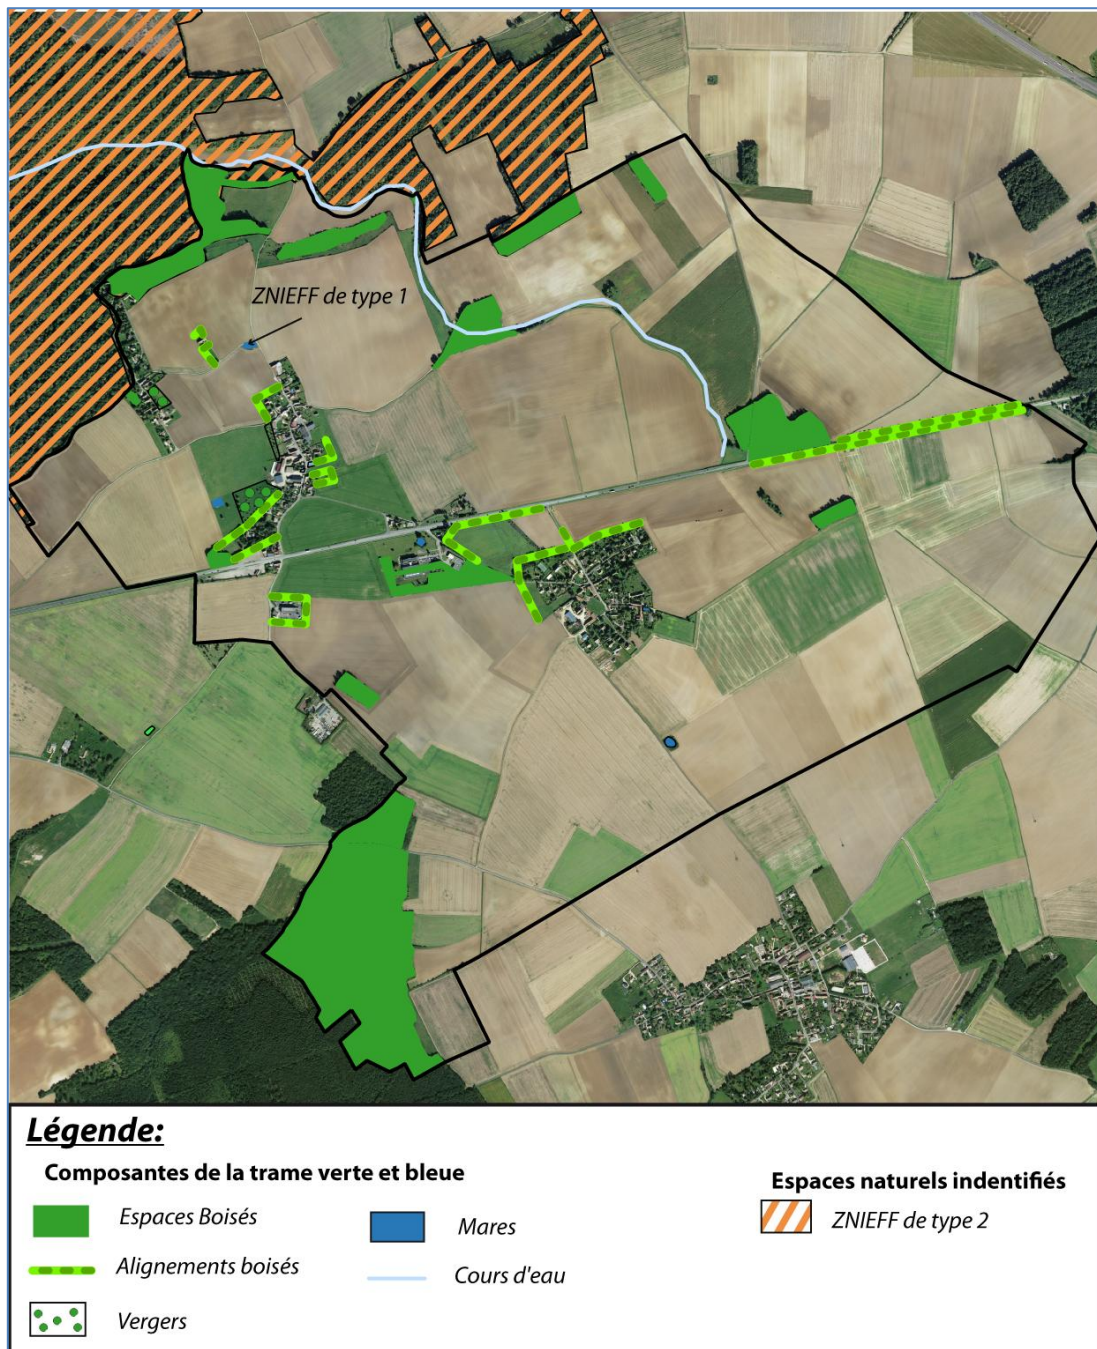 ZNIEFF de type 1
Légende:
Composantes de la trame verte et bleue
Espaces Boisés
Alignements boisés
Vergers
Mares
Cours d'eau
Espaces naturels indentifiés
ZNIEFF de type 2